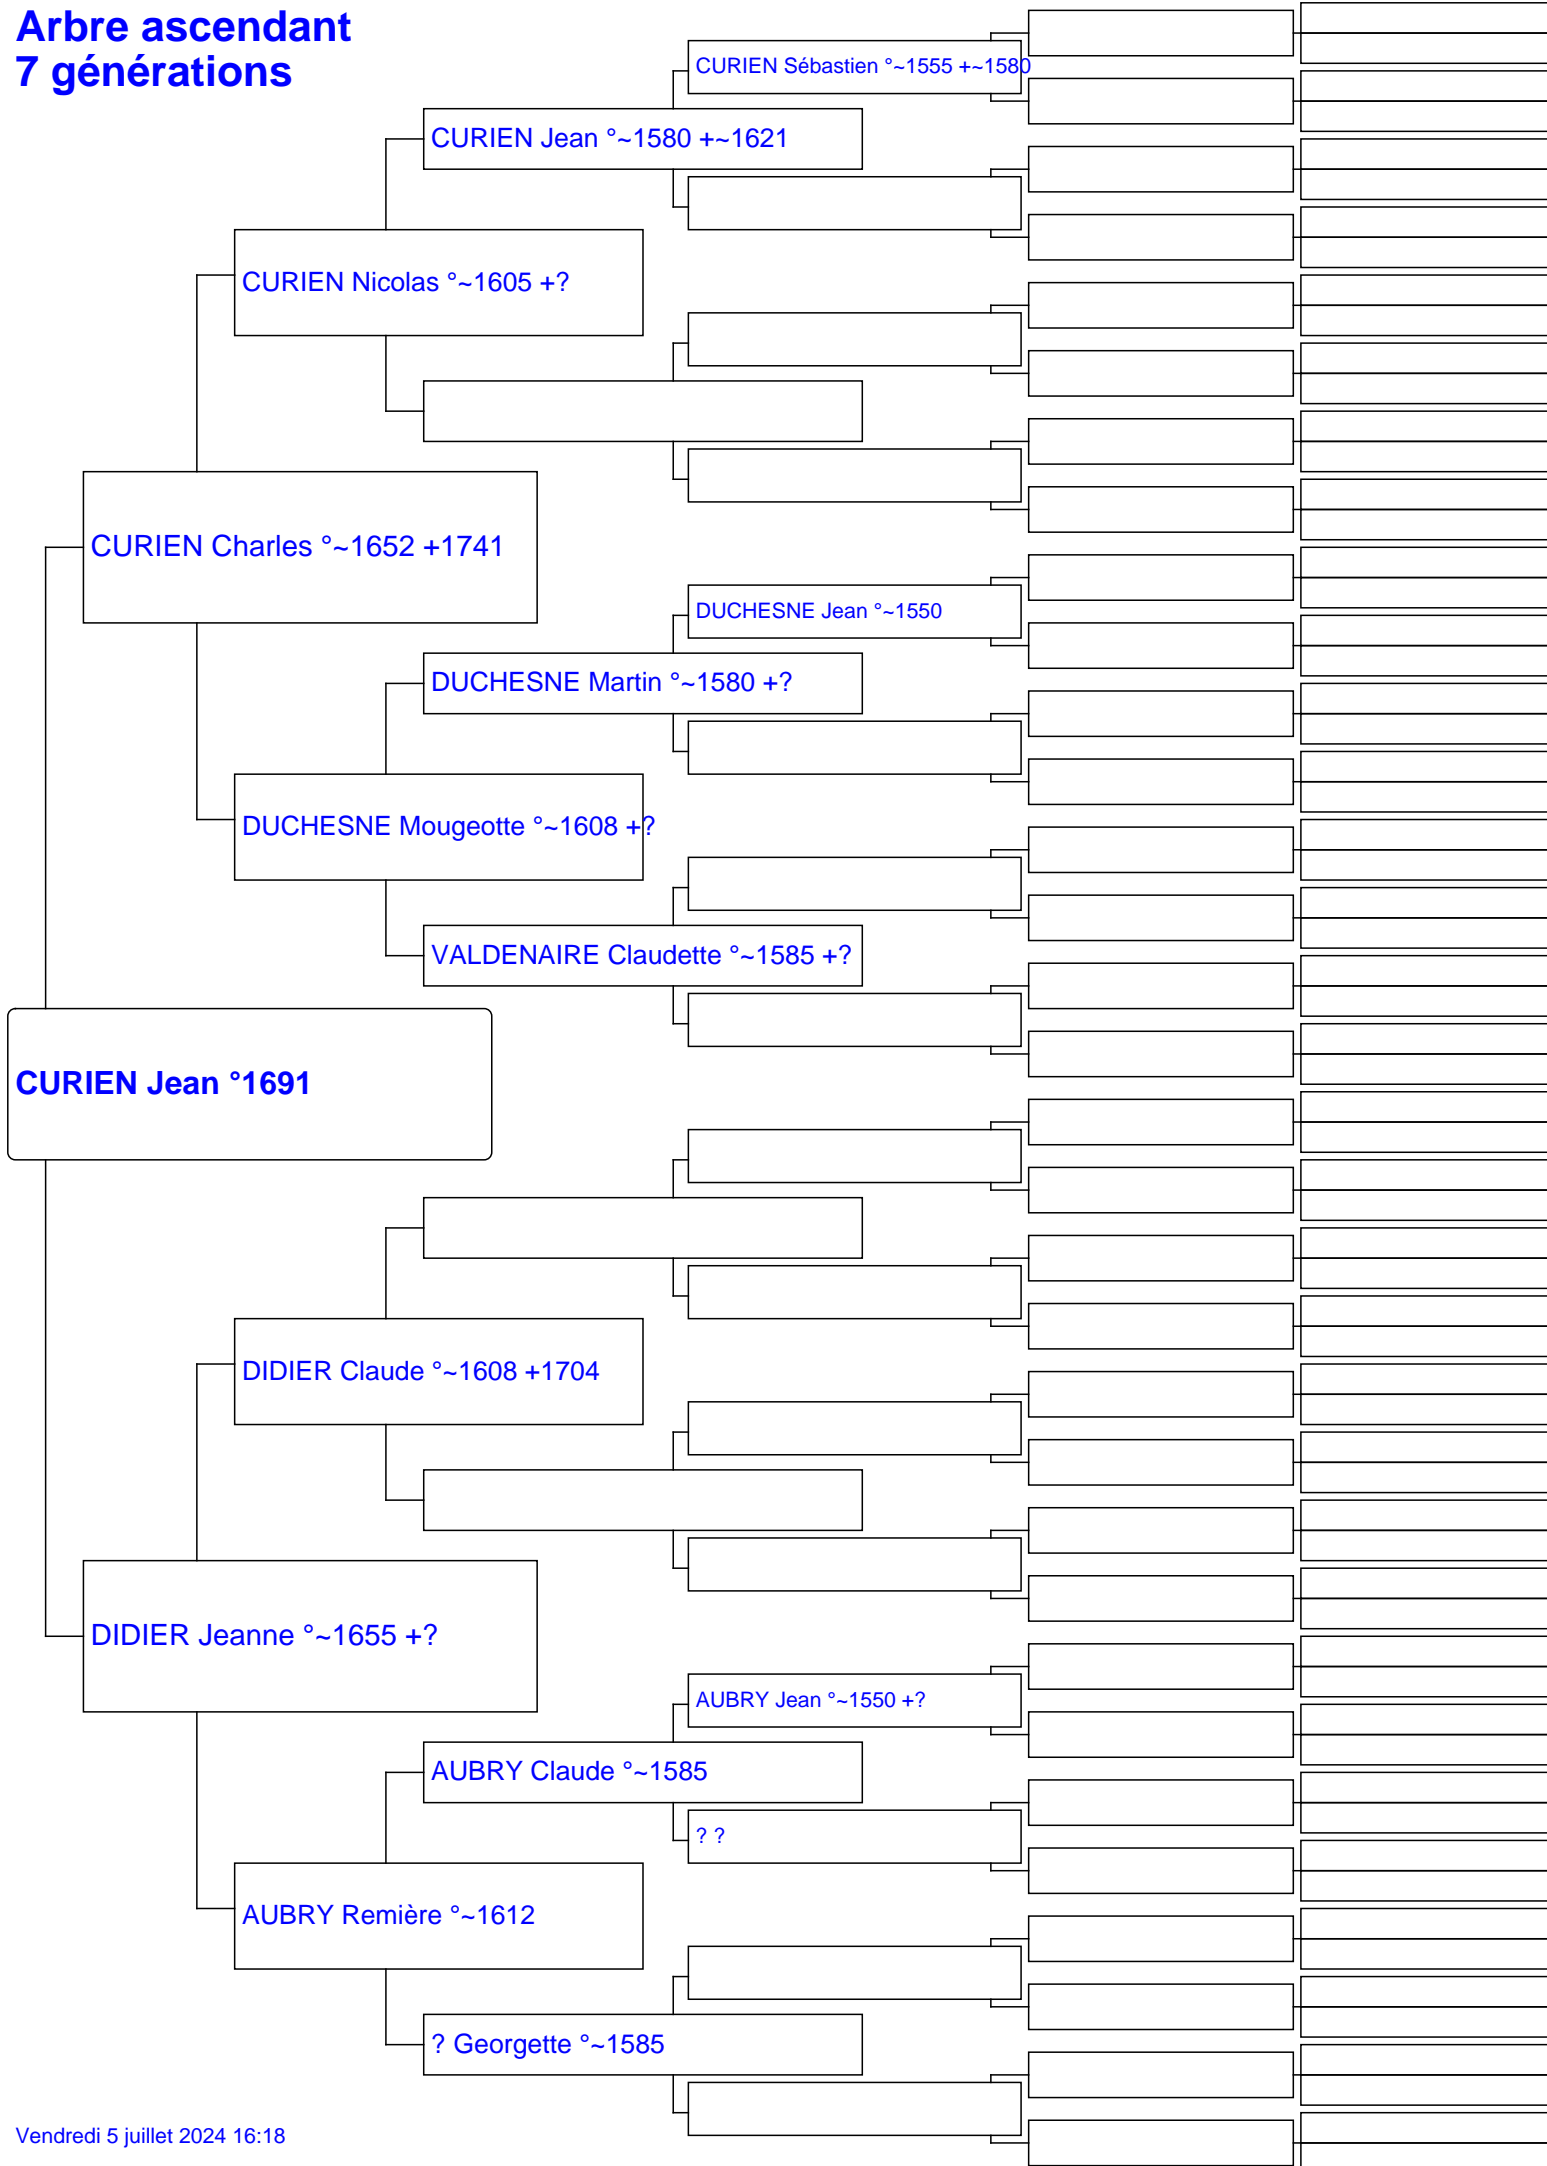 Arbre ascendant
7 générations
CURIEN Sébastien °~1555 +~1580
CURIEN Jean °~1580 +~1621
CURIEN Nicolas °~1605 +?
CURIEN Charles °~1652 +1741
DUCHESNE Jean °~1550
DUCHESNE Martin °~1580 +?
DUCHESNE Mougeotte °~1608 +?
VALDENAIRE Claudette °~1585 +?
CURIEN Jean °1691
DIDIER Claude °~1608 +1704
DIDIER Jeanne °~1655 +?
AUBRY Jean °~1550 +?
AUBRY Claude °~1585
? ?
AUBRY Remière °~1612
? Georgette °~1585
Vendredi 5 juillet 2024 16:18